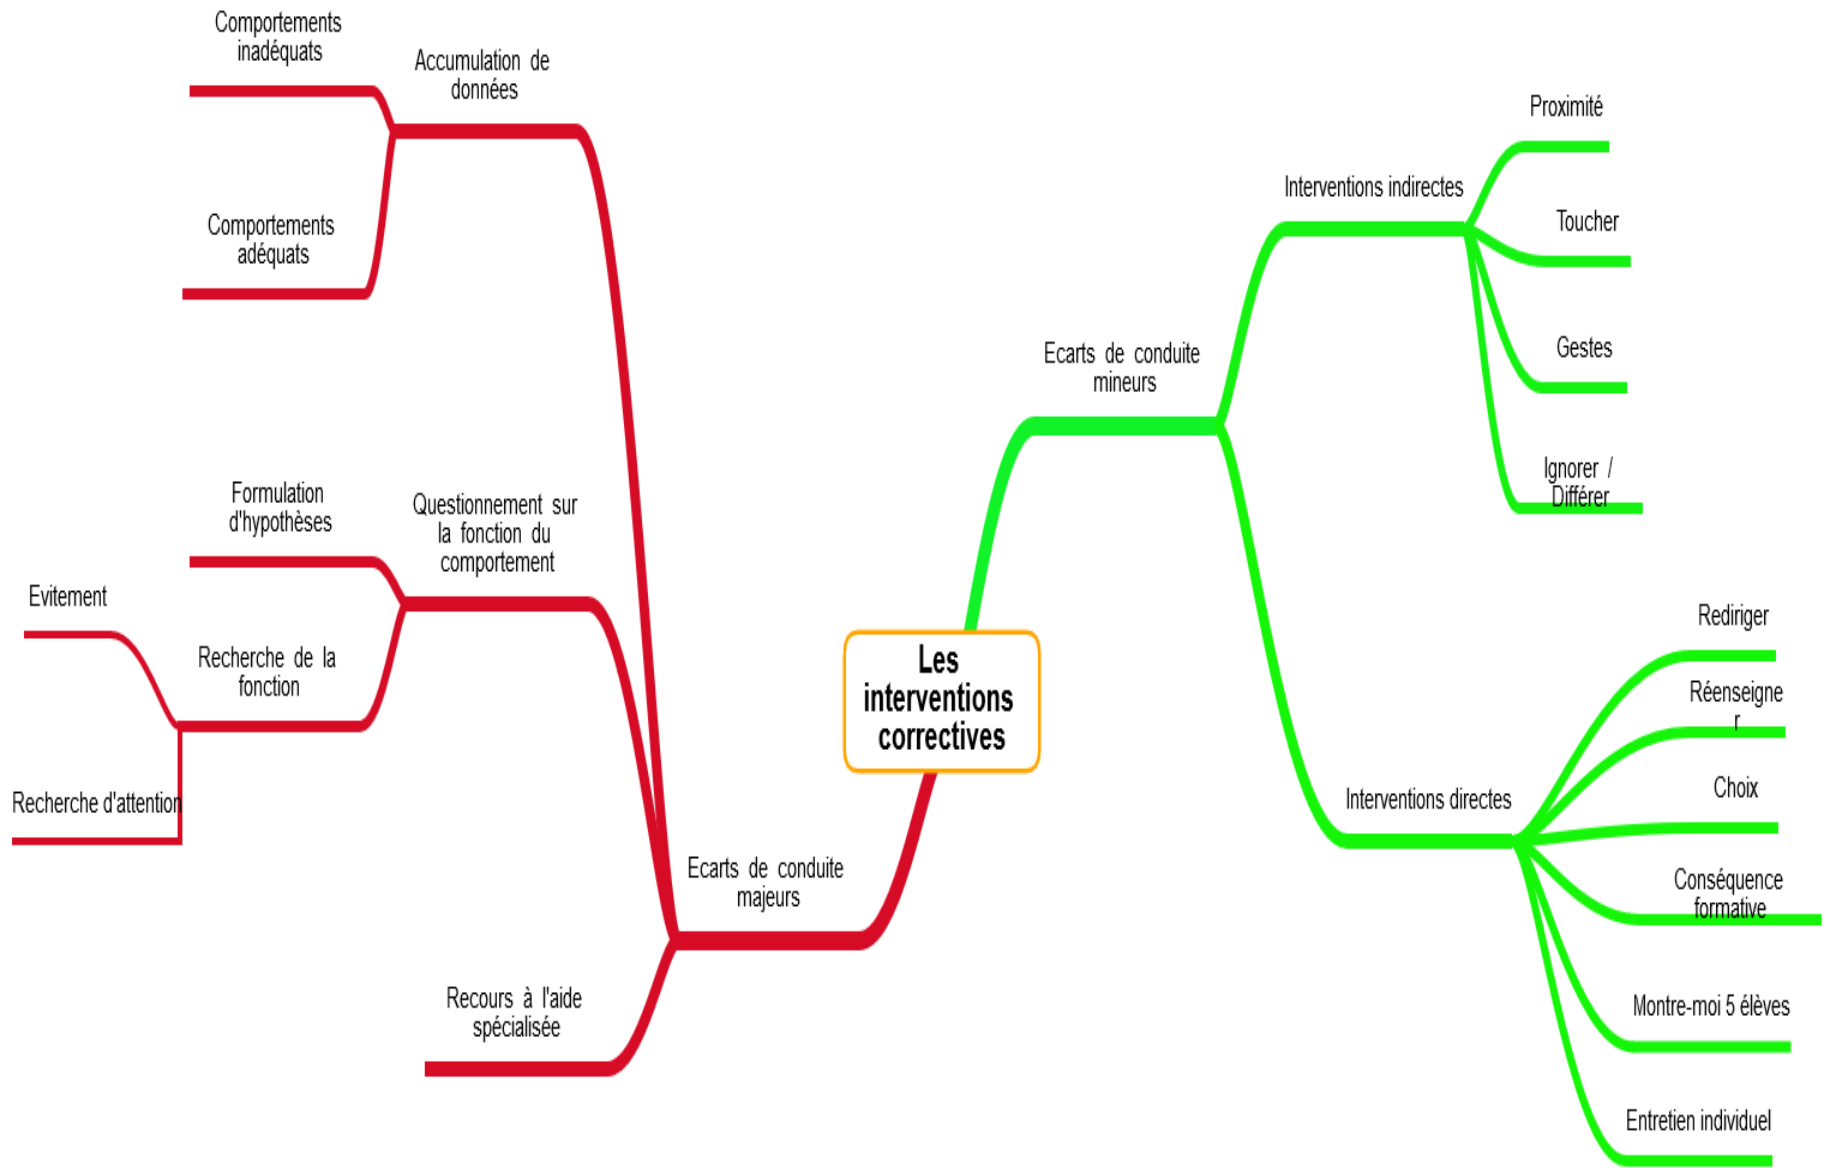 Comportements
inadéquats
Accumulation de
données
Comportements
adéquats
Formulation
d'hypothèses
Questionnement sur
la fonction du
comportement
Evitement
Recherche de la
fonction
Recherche d'attention
Ecarts de conduite
majeurs
Recours à l'aide
spécialisée
Les
interventions
correctives
Ecarts de conduite
mineurs
Interventions indirectes
Proximité
Toucher
Gestes
Ignorer /
Différer
Interventions directes
Rediriger
Réenseigne
r
Choix
Conséquence
formative
Montre-moi 5 élèves
Entretien individuel